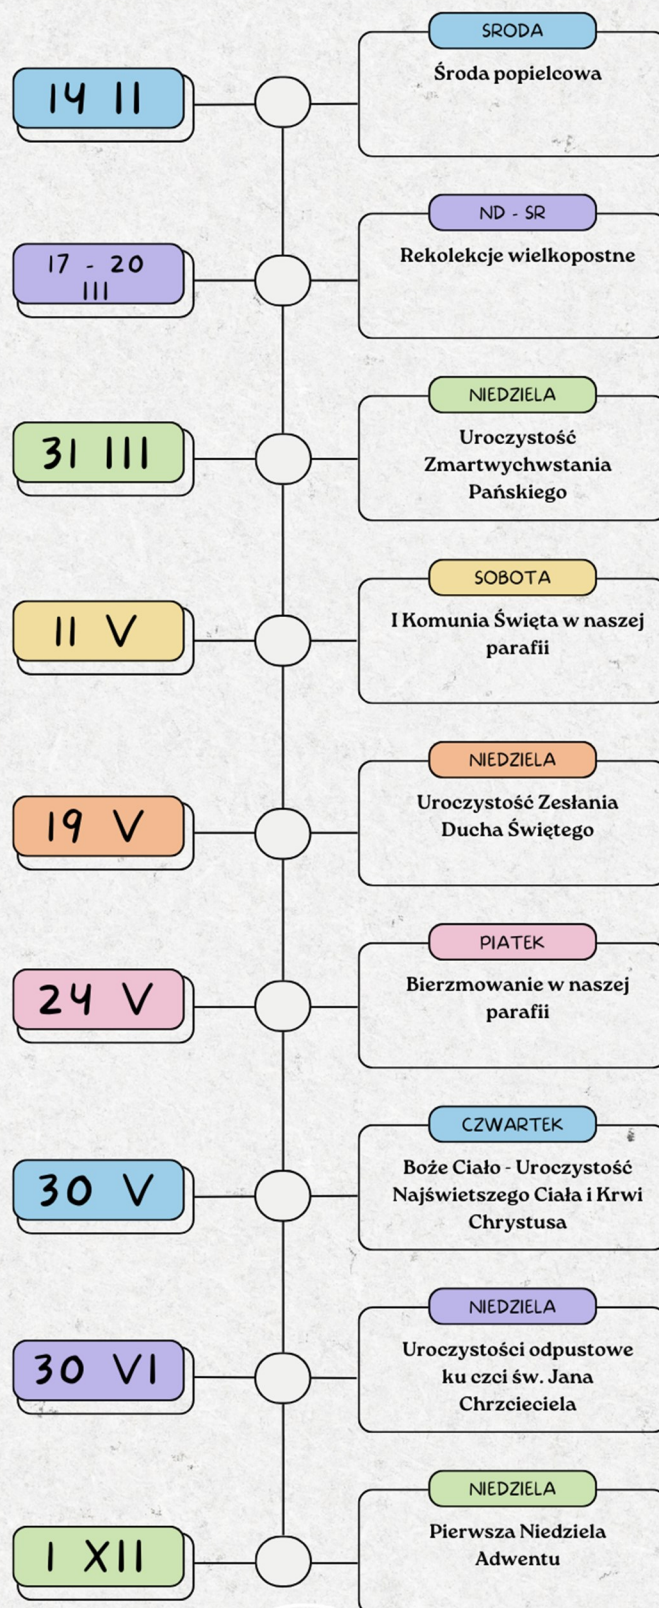 14 II
SRODA
Środa popielcowa
17 - 20
III
ND - SR
Rekolekcje wielkopostne
31 III
NIEDZIELA
Uroczystość
Zmartwychwstania
Pańskiego
11 V
SOBOTA
I Komunia Święta w naszej
parafii
19 V
NIEDZIELA
Uroczystość Zesłania
Ducha Świętego
24 V
PIATEK
Bierzmowanie w naszej
parafii
30 V
CZWARTEK
Boże Ciało - Uroczystość
Najświetszego Ciała i Krwi
Chrystusa
30 VI
NIEDZIELA
Uroczystości odpustowe
ku czci św. Jana
Chrzcieciela
1 XII
NIEDZIELA
Pierwsza Niedziela
Adwentu